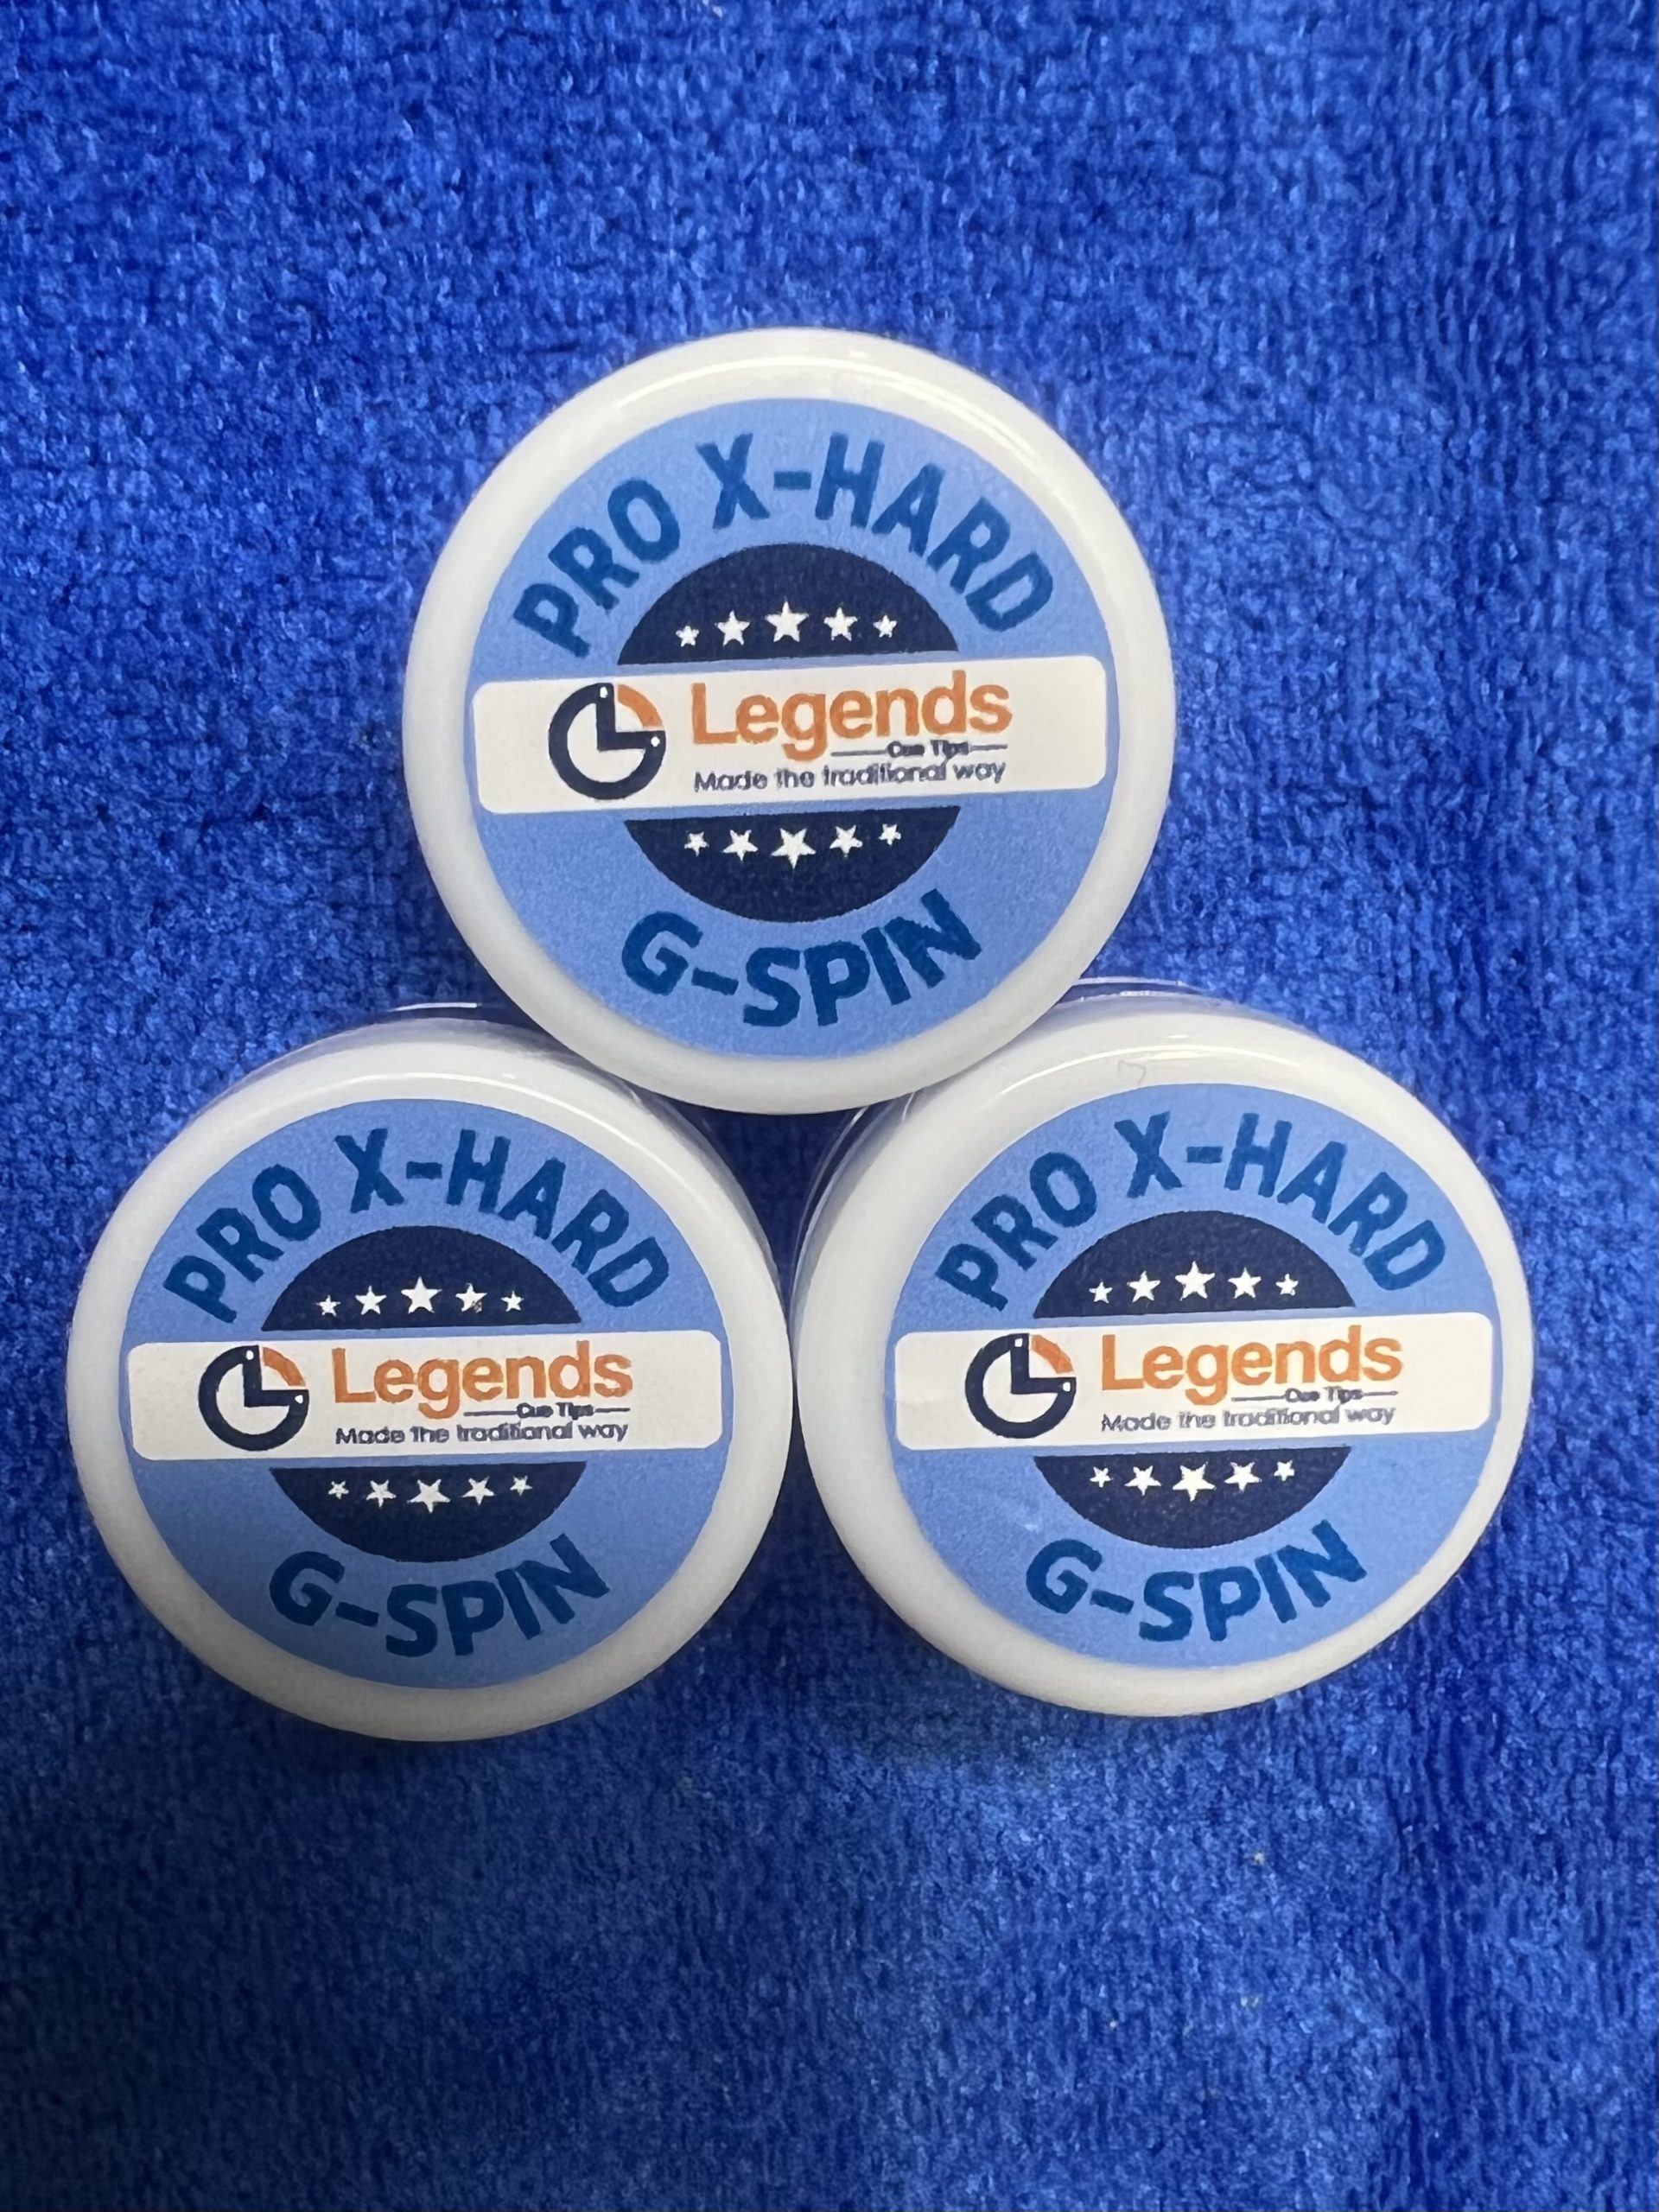 PRO X-HARD
Legends
Cue Tips
Made the traditional way
G-SPIN
PRO X-HARD
Legends
Cue Tips
Made the traditional way
G-SPIN
PRO X-HARD
Legends
Cue Tips
Made the traditional way
G-SPIN